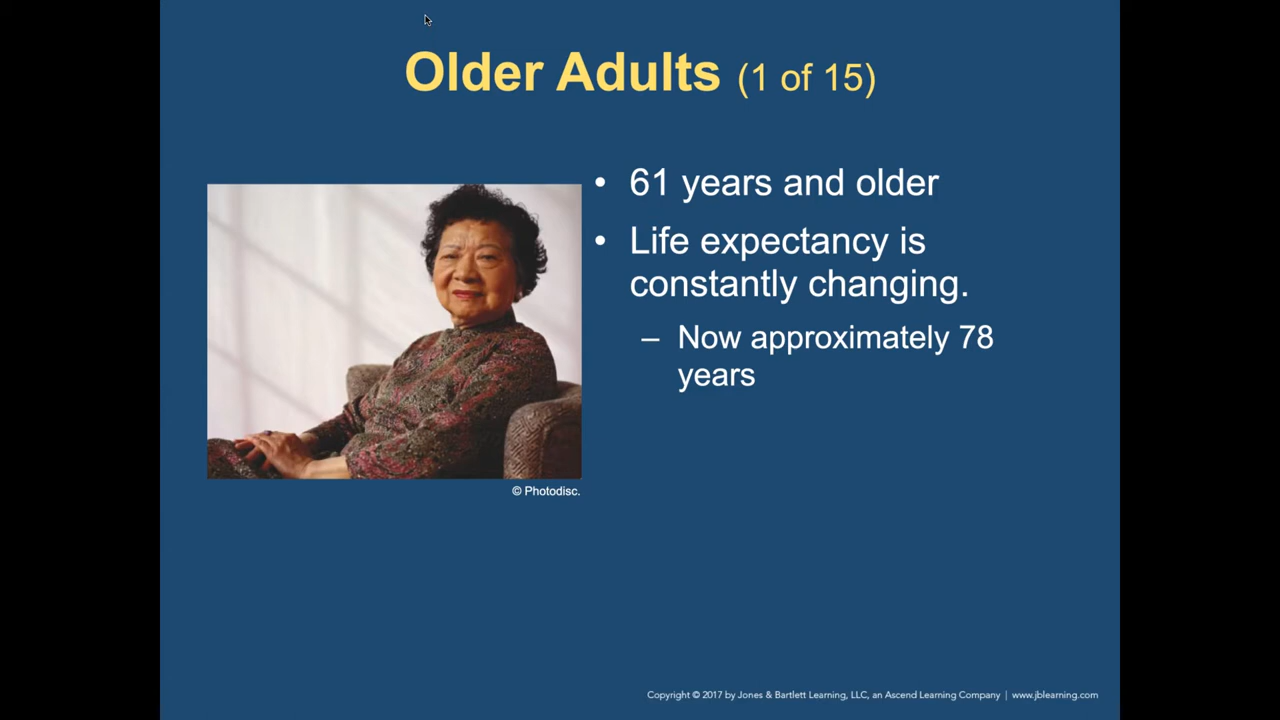 Older Adults (1 of 15)
• 61 years and older
• Life expectancy is
constantly changing.
– Now approximately 78
years
© Photodisc.
Copyright © 2017 by Jones & Bartlett Learning, LLC, an Ascend Learning Company | www.jblearning.com